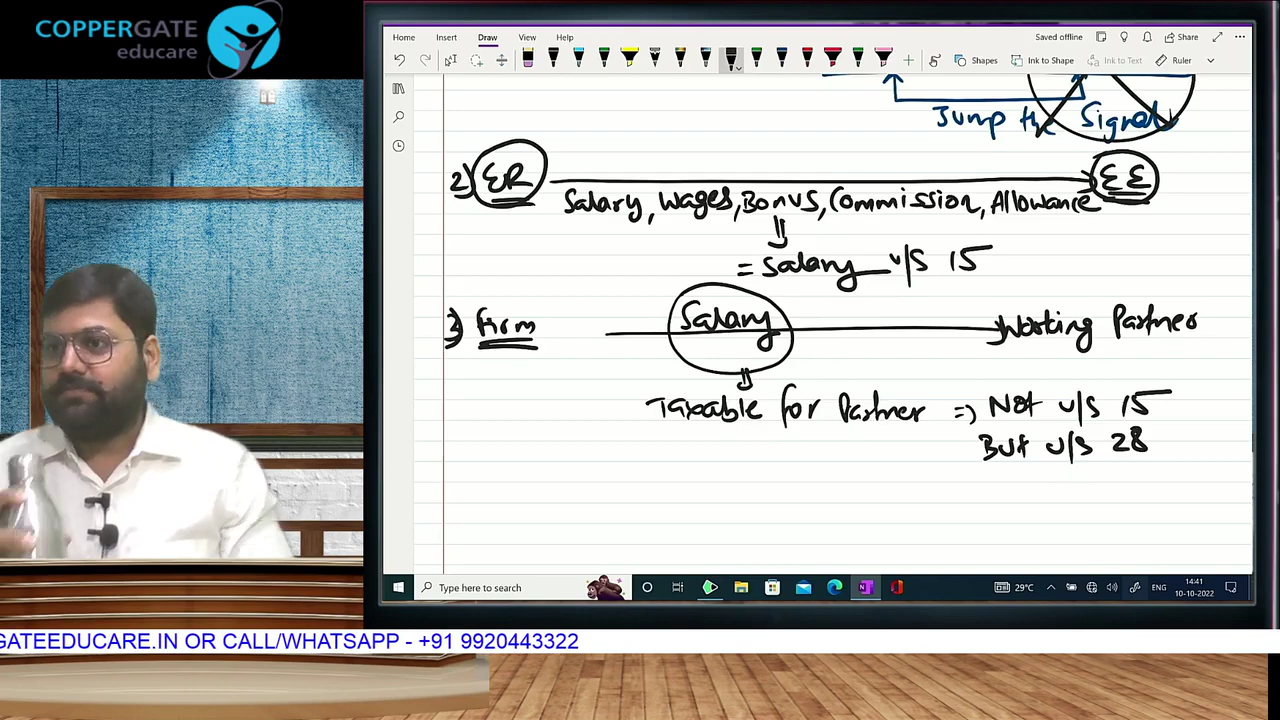 COPPERGATE
educare
Home Insert Draw View Help
Saved offline
Share
Shapes
Ink to Shape
Ink to Text
Ruler
Jump the Signal
2) ER
EE
Salary, Wages, Bonus, Commission, Allowance
= Salary u/s 15
3) Firm
Salary
Working Partner
Taxable for Partner => Not u/s 15
But u/s 28
Type here to search
29°C
ENG
14:41
10-10-2022
GATEEDUCARE.IN OR CALL/WHATSAPP - +91 9920443322